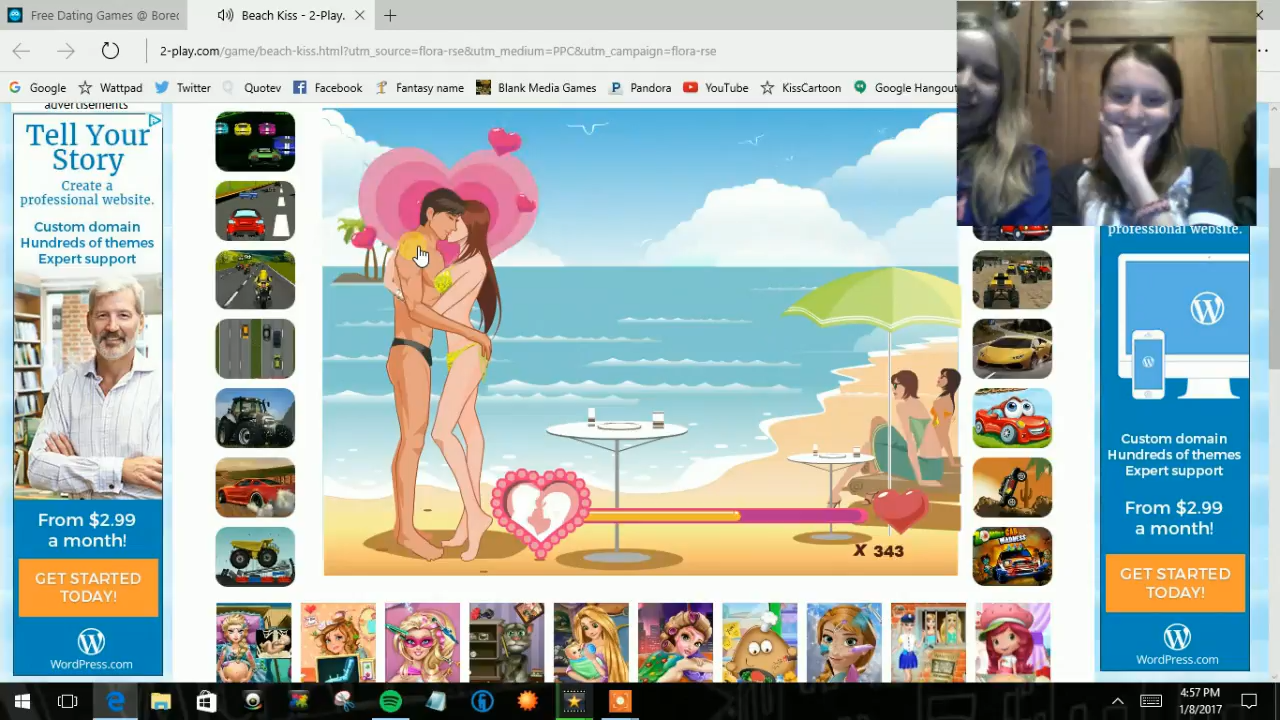 Free Dating Games @ Bored
Beach Kiss - 2-Play.
2-play.com/game/beach-kiss.html?utm_source=flora-rse&utm_medium=PPC&utm_campaign=flora-rse
Google
Wattpad
Twitter
Quotev
Facebook
Fantasy name
Blank Media Games
Pandora
YouTube
KissCartoon
Google Hangout
advertisements
Tell Your
Story
Create a
professional website.
Custom domain
Hundreds of themes
Expert support
From $2.99
a month!
GET STARTED
TODAY!
WordPress.com
X 343
professional website.
Custom domain
Hundreds of themes
Expert support
From $2.99
a month!
GET STARTED
TODAY!
WordPress.com
4:57 PM
1/8/2017